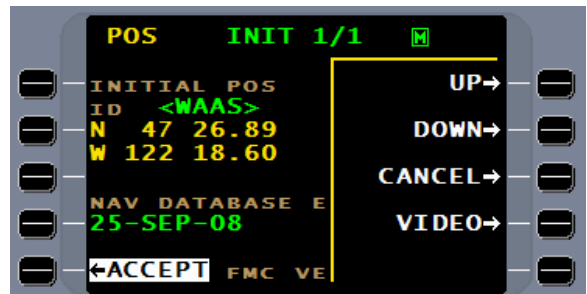 POS INIT 1/1 M
INITIAL POS UP→
ID <WAAS>
N 47 26.89 DOWN→
W 122 18.60
CANCEL→
NAV DATABASE E
25-SEP-08 VIDEO→
←ACCEPT FMC VE